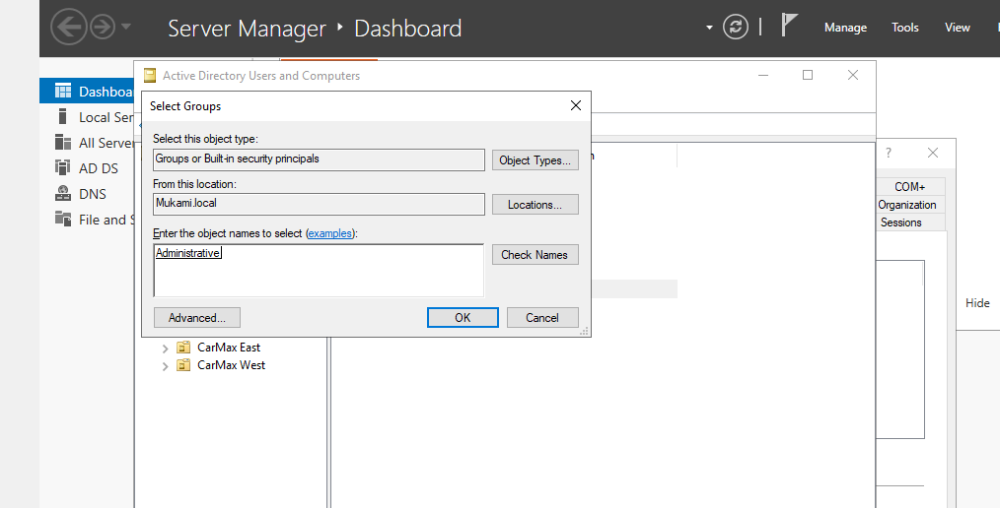 Server Manager ‣ Dashboard
Manage
Tools
View
Active Directory Users and Computers
Dashboa
Local Ser
All Server
AD DS
DNS
File and S
Select Groups
Select this object type:
Groups or Built-in security principals
Object Types...
From this location:
Mukami.local
Locations...
Enter the object names to select (examples):
Administrative
Check Names
Advanced...
OK
Cancel
CarMax East
CarMax West
?
COM+
Organization
Sessions
Hide